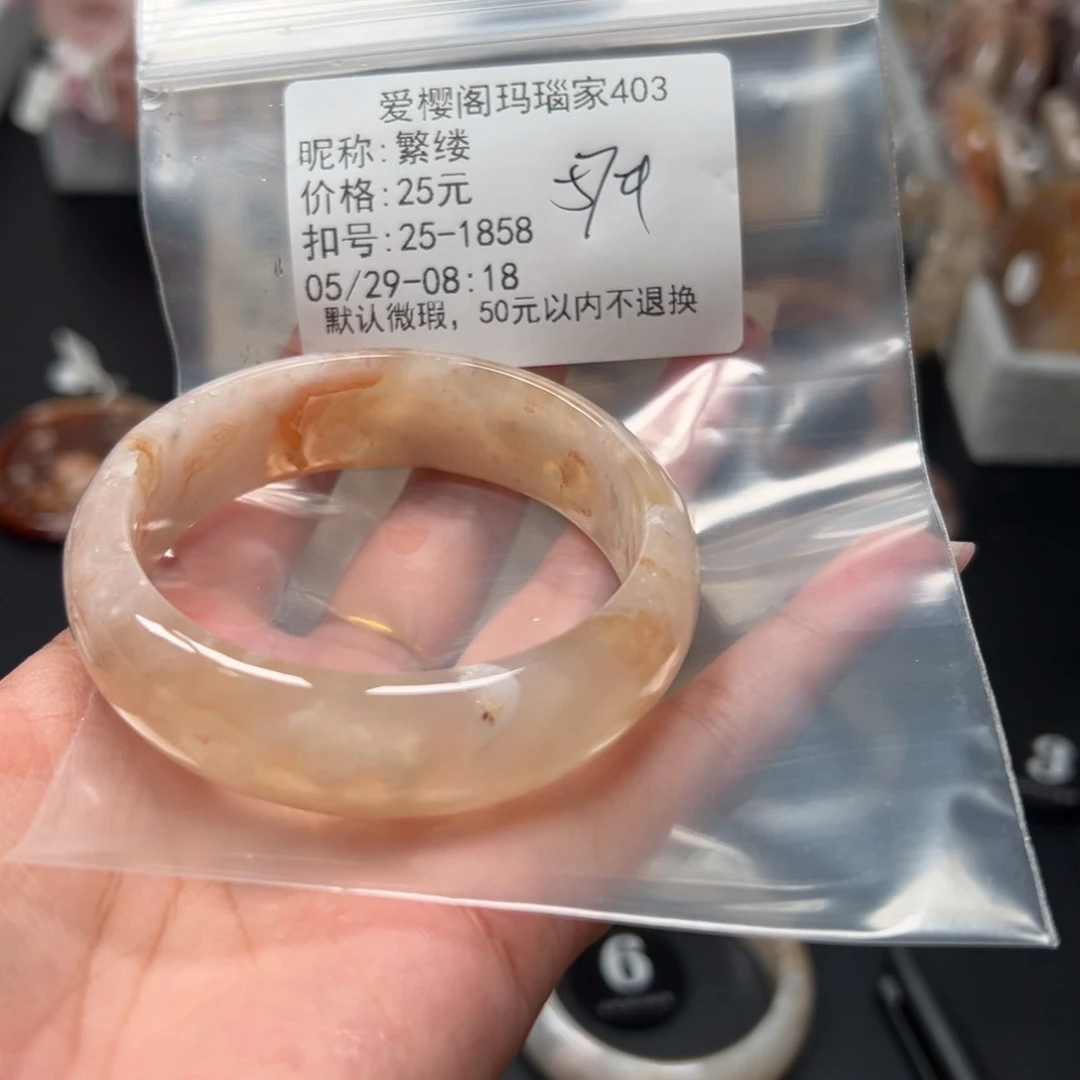 爱樱阁玛瑙家403
昵称:繁缕
价格:25元
扣号:25-1858
05/29-08:18
默认微瑕，50元以内不退换
6
3